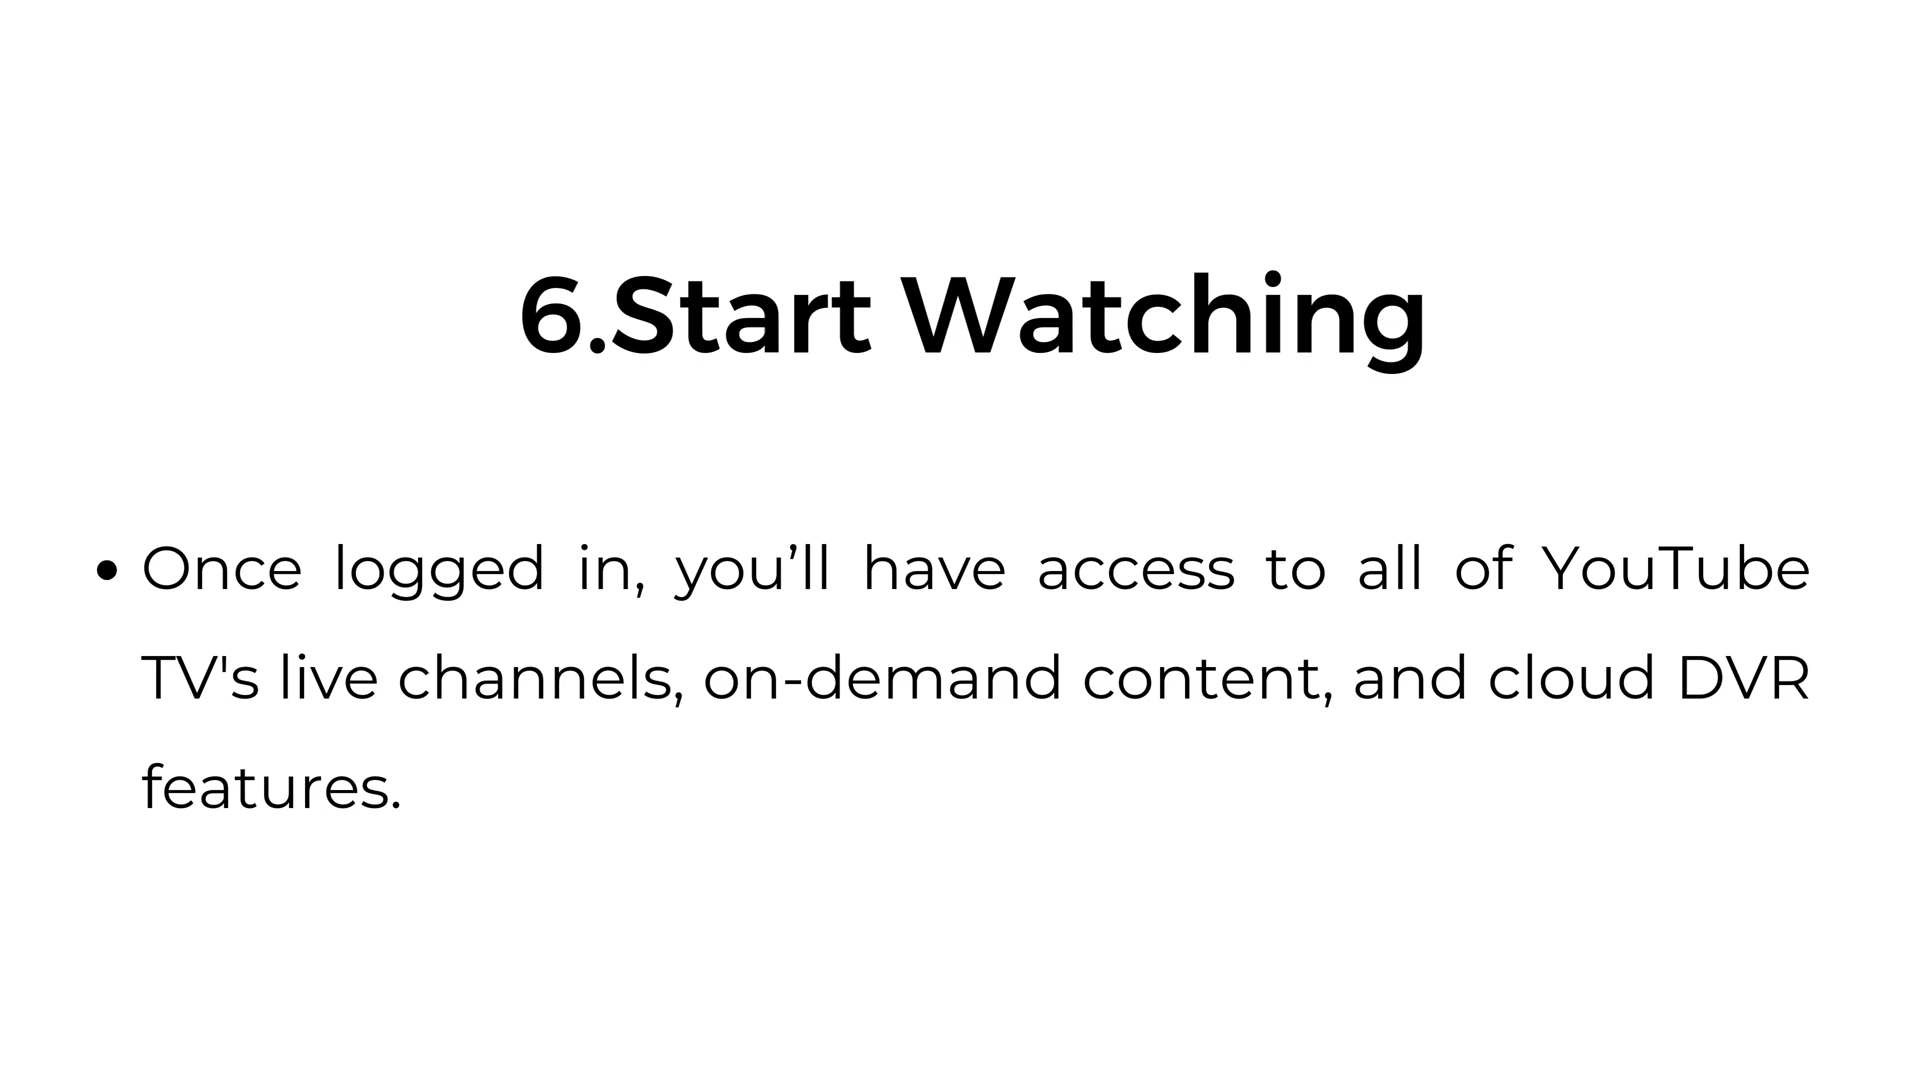 6.Start Watching
• Once logged in, you’ll have access to all of YouTube
TV's live channels, on-demand content, and cloud DVR
features.